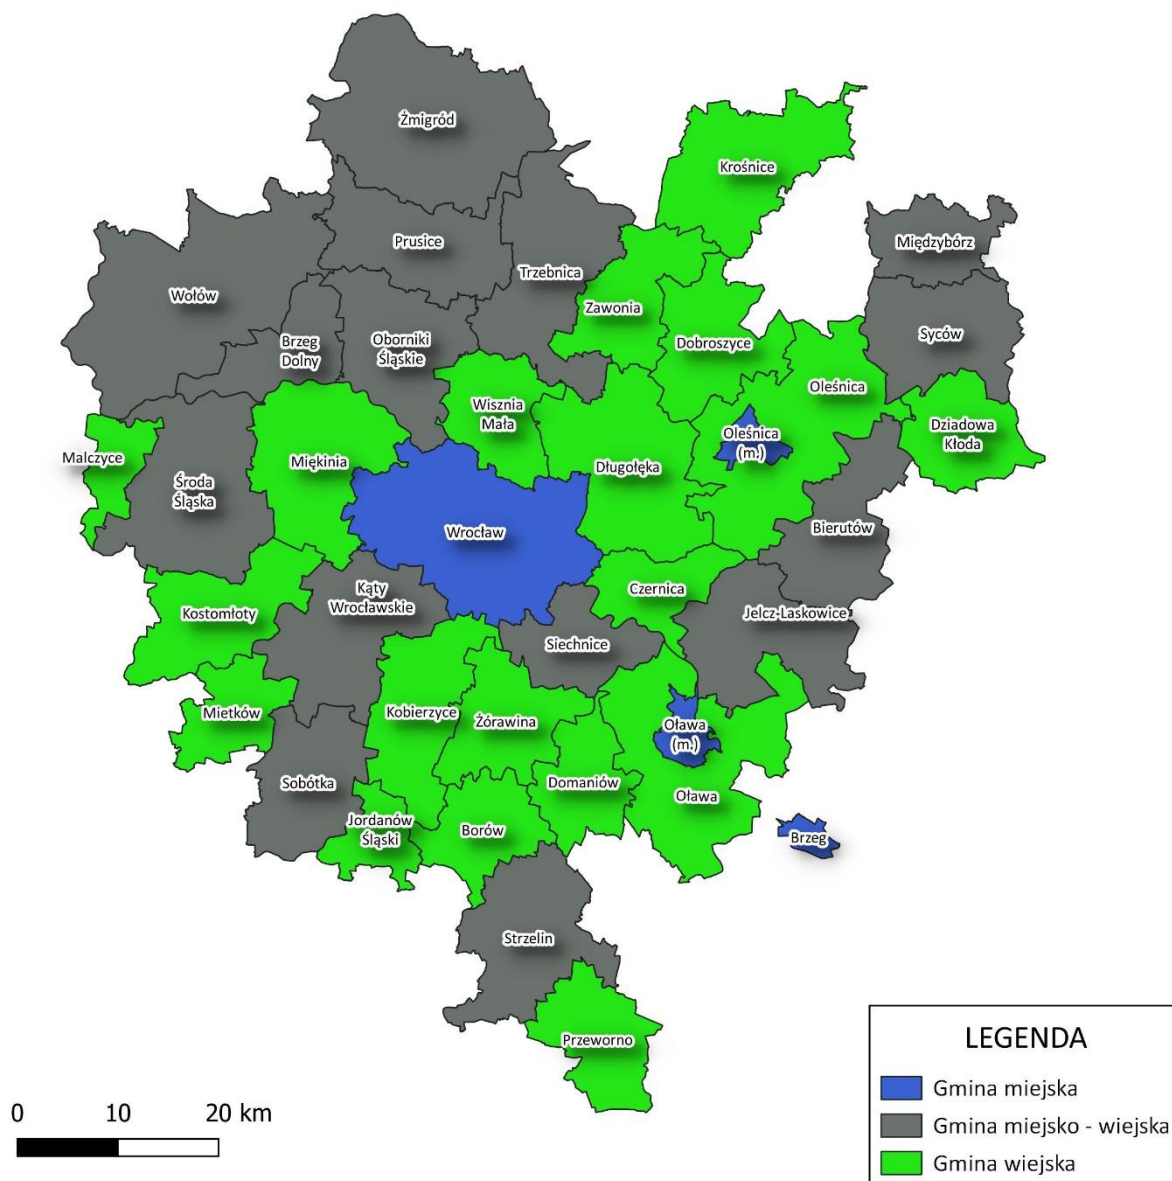 Żmigród
Krośnice
Międzybórz
Prusice
Trzebnica
Wołów
Zawonia
Syców
Brzeg
Dolny
Oborniki
Śląskie
Dobroszyce
Oleśnica
Wisznia
Mała
Oleśnica
(m.)
Dziadowa
Kłoda
Malczyce
Miękinia
Długołęka
Środa
Śląska
Wrocław
Bierutów
Czernica
Kąty
Wrocławskie
Kostomłoty
Jelcz-Laskowice
Siechnice
Mietków
Kobierzyce
Żórawina
Oława
(m.)
Sobótka
Domaniów
Oława
Jordanów
Śląski
Borów
Brzeg
Strzelin
Przeworno
LEGENDA
Gmina miejska
Gmina miejsko - wiejska
Gmina wiejska
0 10 20 km